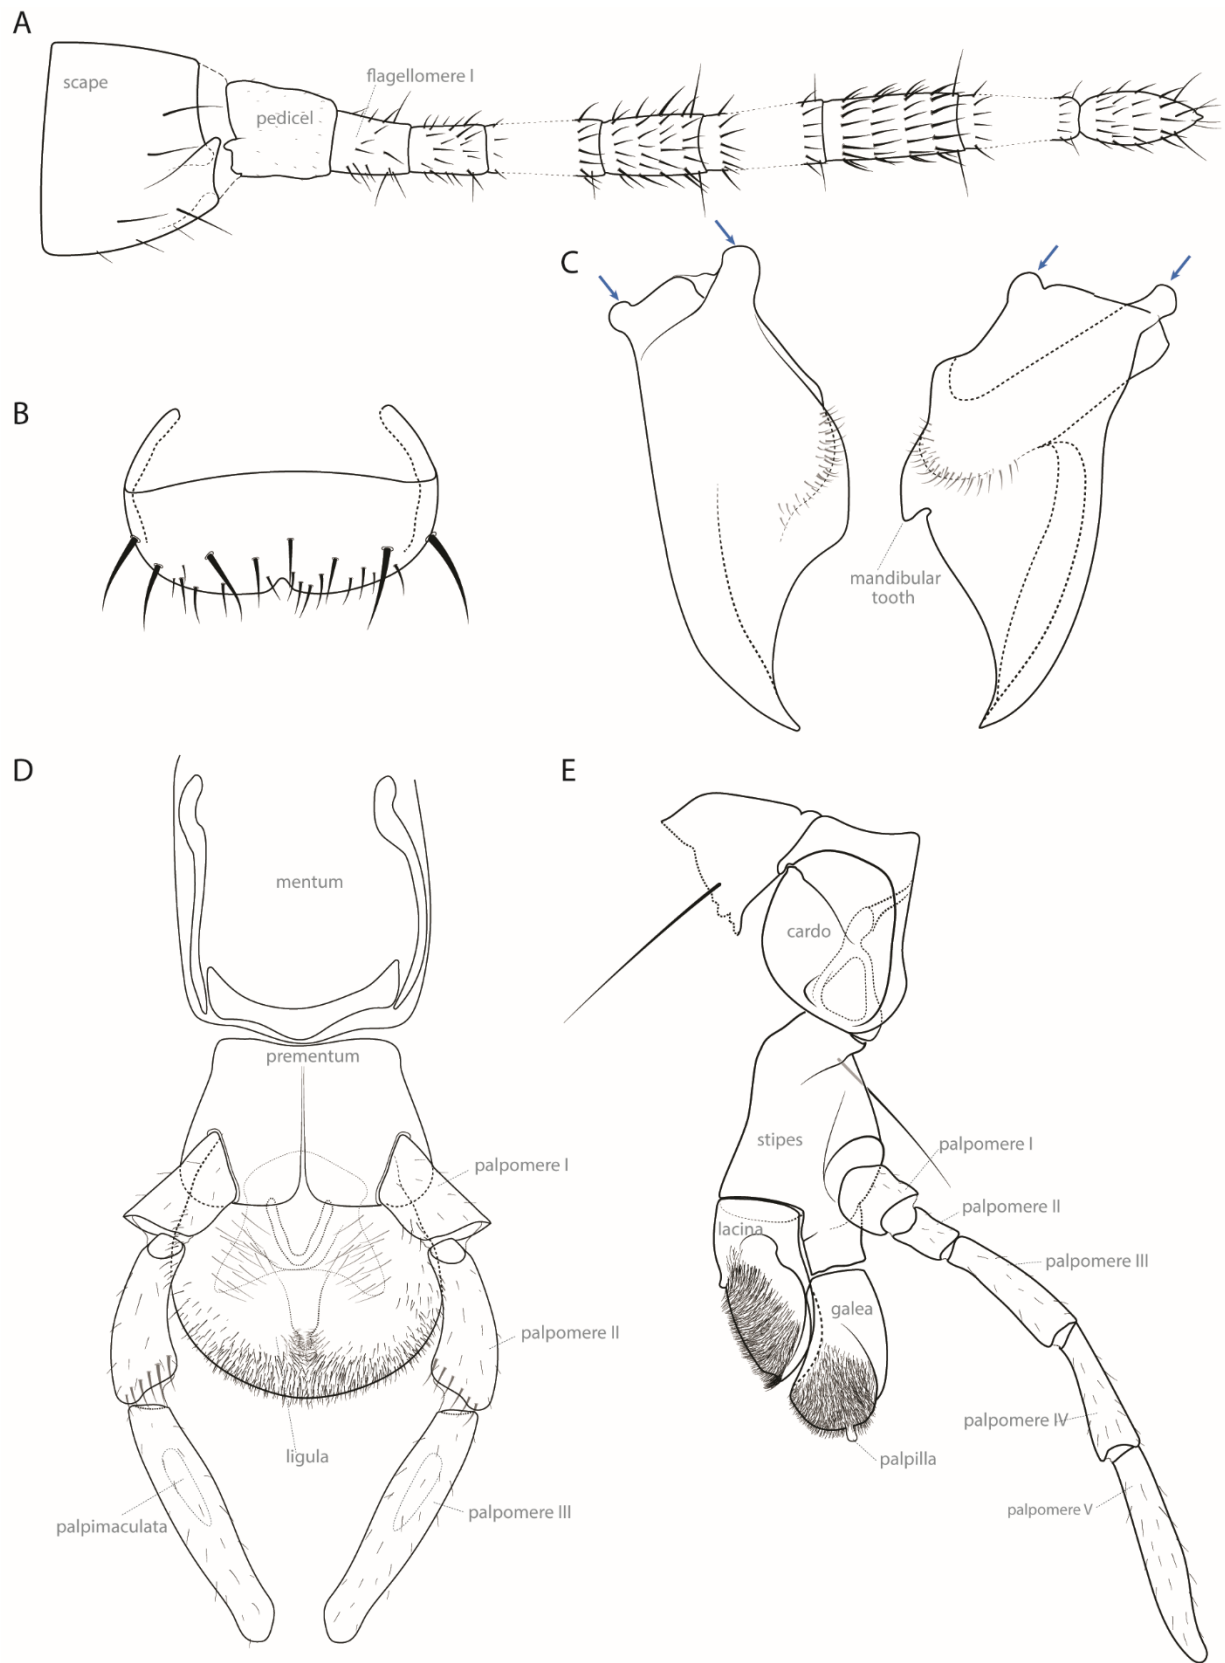 A
scape
pedicel
flagellomere I
B
C
mandibular
tooth
D
mentum
prementum
palpomere I
palpomere II
ligula
palpimaculata
palpomere III
E
cardo
stipes
palpomere I
palpomere II
lacina
palpomere III
galea
palpomere IV
palpilla
palpomere V